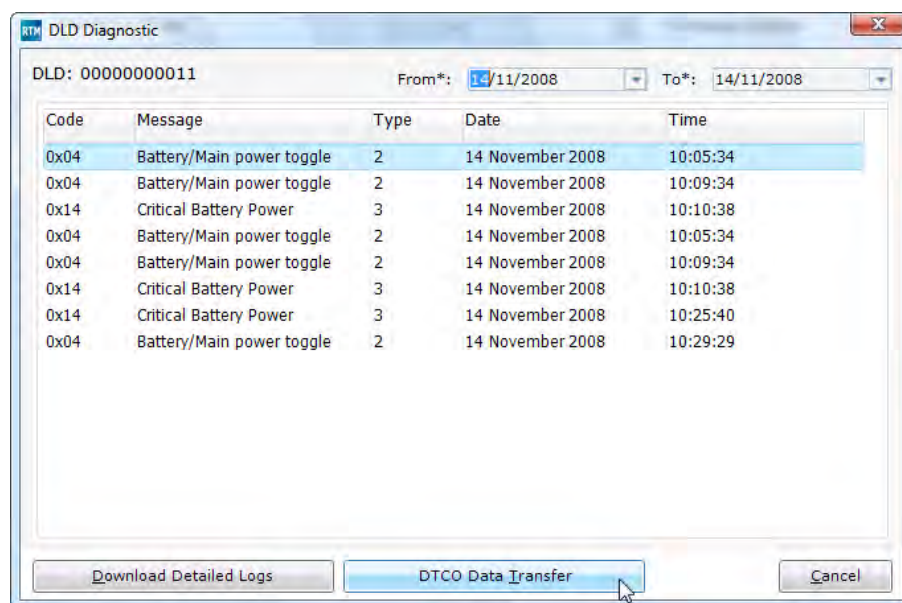 RTM DLD Diagnostic
DLD: 00000000011 From*: 14/11/2008 To*: 14/11/2008
Code Message Type Date Time
0x04 Battery/Main power toggle 2 14 November 2008 10:05:34
0x04 Battery/Main power toggle 2 14 November 2008 10:09:34
0x14 Critical Battery Power 3 14 November 2008 10:10:38
0x04 Battery/Main power toggle 2 14 November 2008 10:05:34
0x04 Battery/Main power toggle 2 14 November 2008 10:09:34
0x14 Critical Battery Power 3 14 November 2008 10:10:38
0x14 Critical Battery Power 3 14 November 2008 10:25:40
0x04 Battery/Main power toggle 2 14 November 2008 10:29:29
Download Detailed Logs DTCO Data Transfer Cancel